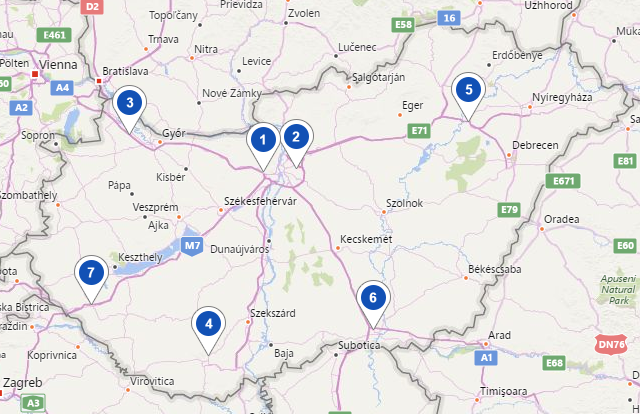 Prievidza
D2
Topoľčany
Uzhhorod
16
E58
Zvolen
E461
Trnava
Lučenec
Nitra
Erdőbénye
Vienna
Pölten
Levice
Bratislava
Salgótarján
A4
Nové Zámky
5
A2
3
Eger
Nyíregyháza
Sopron
Győr
1
2
E71
Debrecen
E81
Kisbér
Pápa
E671
Szombathely
Székesfehérvár
Veszprém
Szolnok
E79
Ajka
Oradea
M7
Dunaújváros
Kecskemét
E60
Keszthely
7
Békéscsaba
Apuseni
Natural
Park
6
ska Bistrica
Szekszárd
4
Arad
DN76
Subotica
Koprivnica
Baja
A1
E68
Zagreb
Virovitica
Timișoara
A3